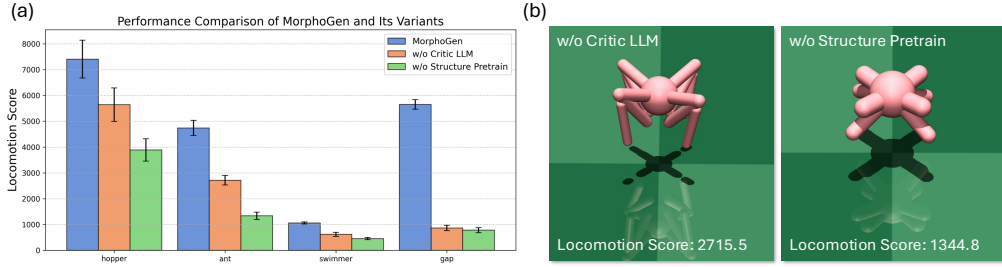 (a)
Performance Comparison of MorphoGen and Its Variants
Locomotion Score
8000
7000
6000
5000
4000
3000
2000
1000
0
hopper
ant
swimmer
gap
MorphoGen
w/o Critic LLM
w/o Structure Pretrain
(b)
w/o Critic LLM
Locomotion Score: 2715.5
w/o Structure Pretrain
Locomotion Score: 1344.8